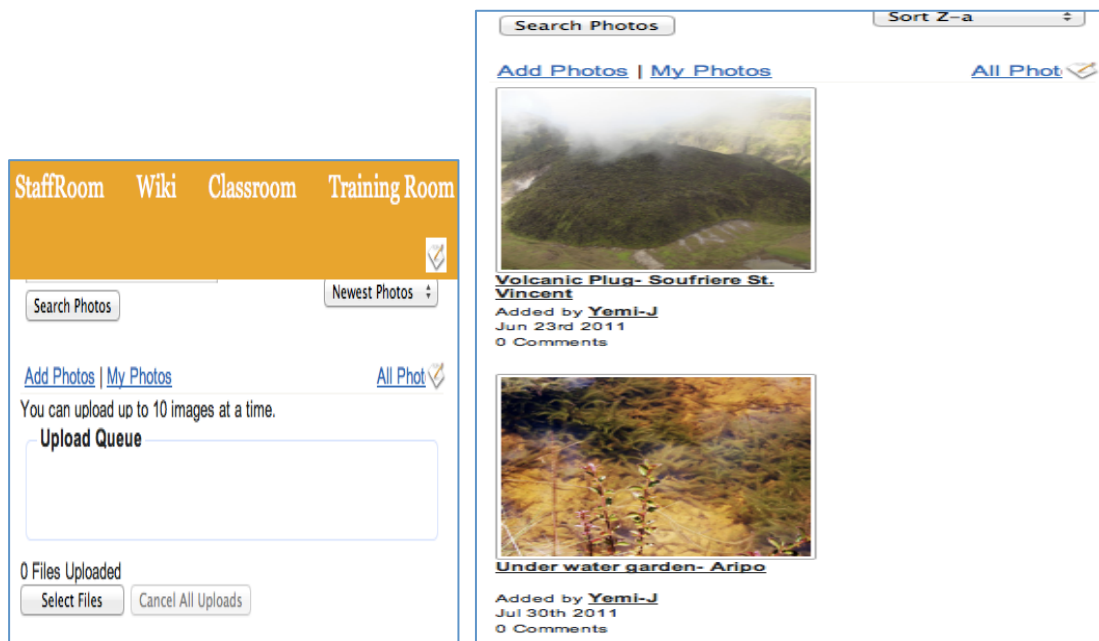 StaffRoom Wiki Classroom Training Room
Search Photos
Newest Photos
Add Photos | My Photos
All Phot
You can upload up to 10 images at a time.
Upload Queue
0 Files Uploaded
Select Files
Cancel All Uploads
Search Photos
Sort Z-a
Add Photos | My Photos
All Phot
Volcanic Plug- Soufriere St.
Vincent
Added by Yemi-J
Jun 23rd 2011
0 Comments
Under water garden- Aripo
Added by Yemi-J
Jul 30th 2011
0 Comments